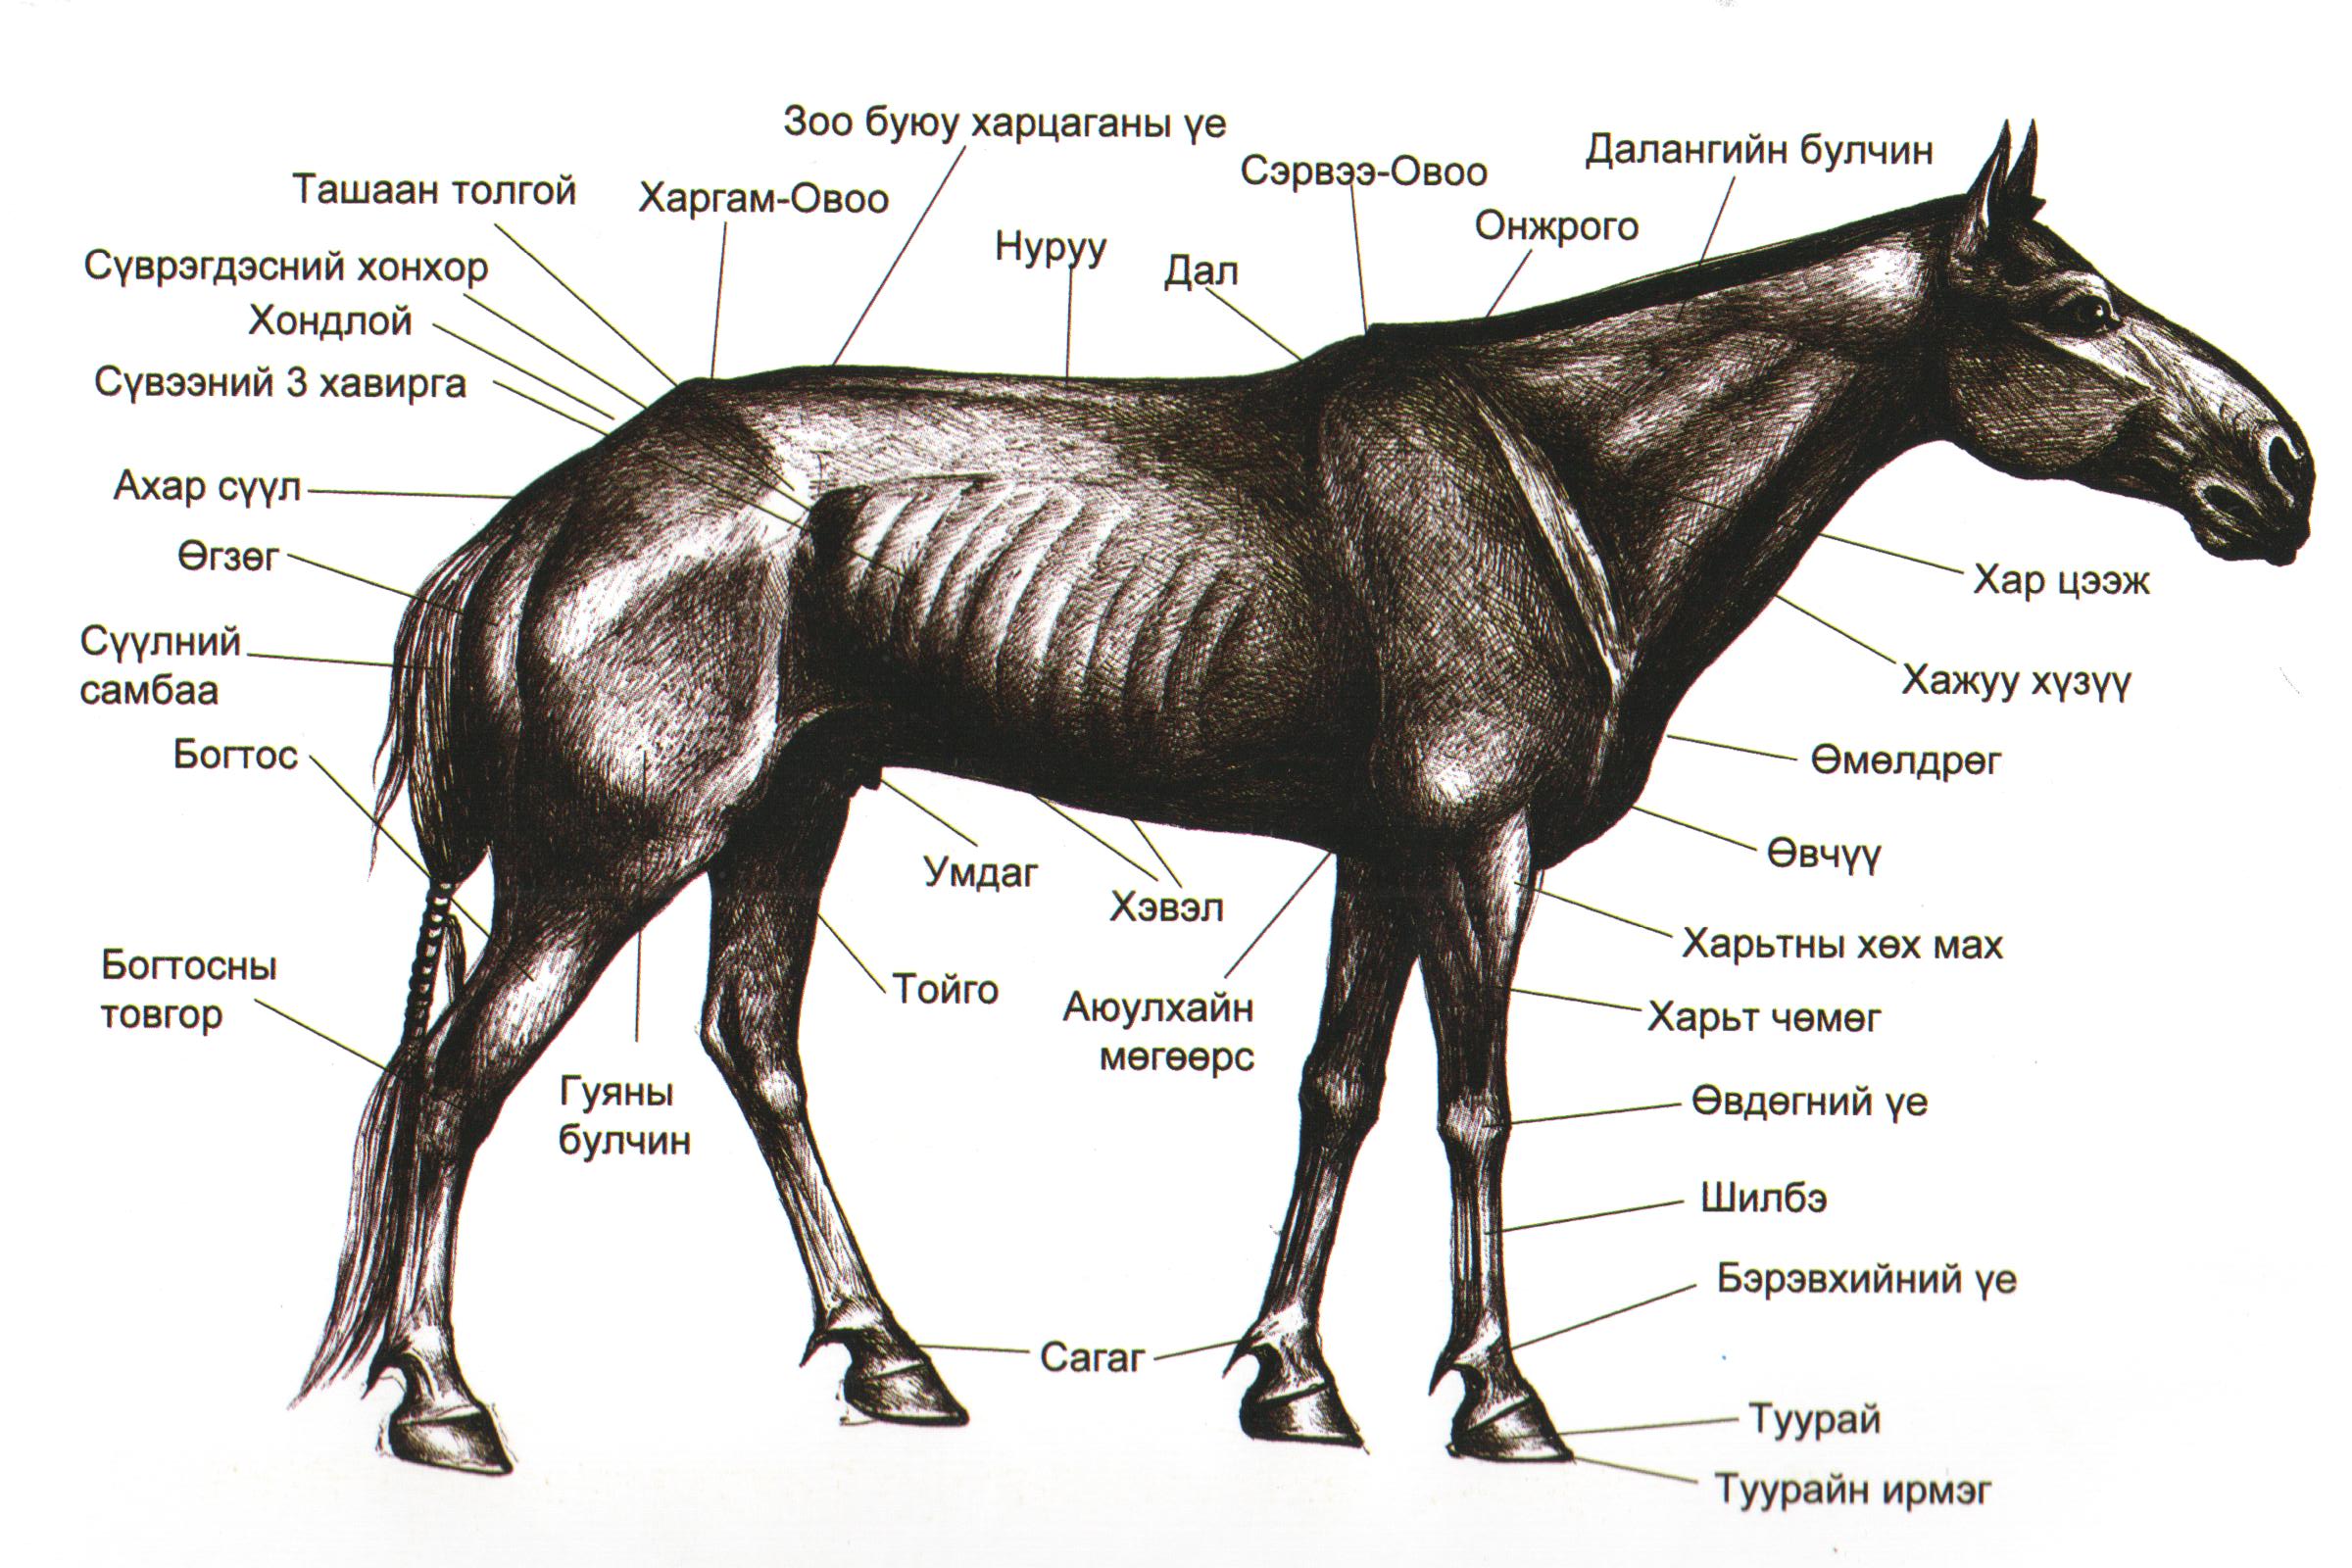 Зоо буюу харцаганы үе
Далангийн булчин
Сэрвээ-Овоо
Ташаан толгой
Харгам-Овоо
Онжрого
Нуруу
Дал
Сүврэгдэсний хонхор
Хондлой
Сүвээний 3 хавирга
Ахар сүүл
Өгзөг
Хар цээж
Сүүлний
самбаа
Хажуу хүзүү
Богтос
Өмөлдрөг
Өвчүү
Умдаг
Хэвэл
Харьтны хөх мах
Богтосны
товгор
Тойго
Аюулхайн
мөгөөрс
Харьт чөмөг
Гуяны
булчин
Өвдөгний үе
Шилбэ
Бэрэвхийний үе
Сагаг
Туурай
Туурайн ирмэг